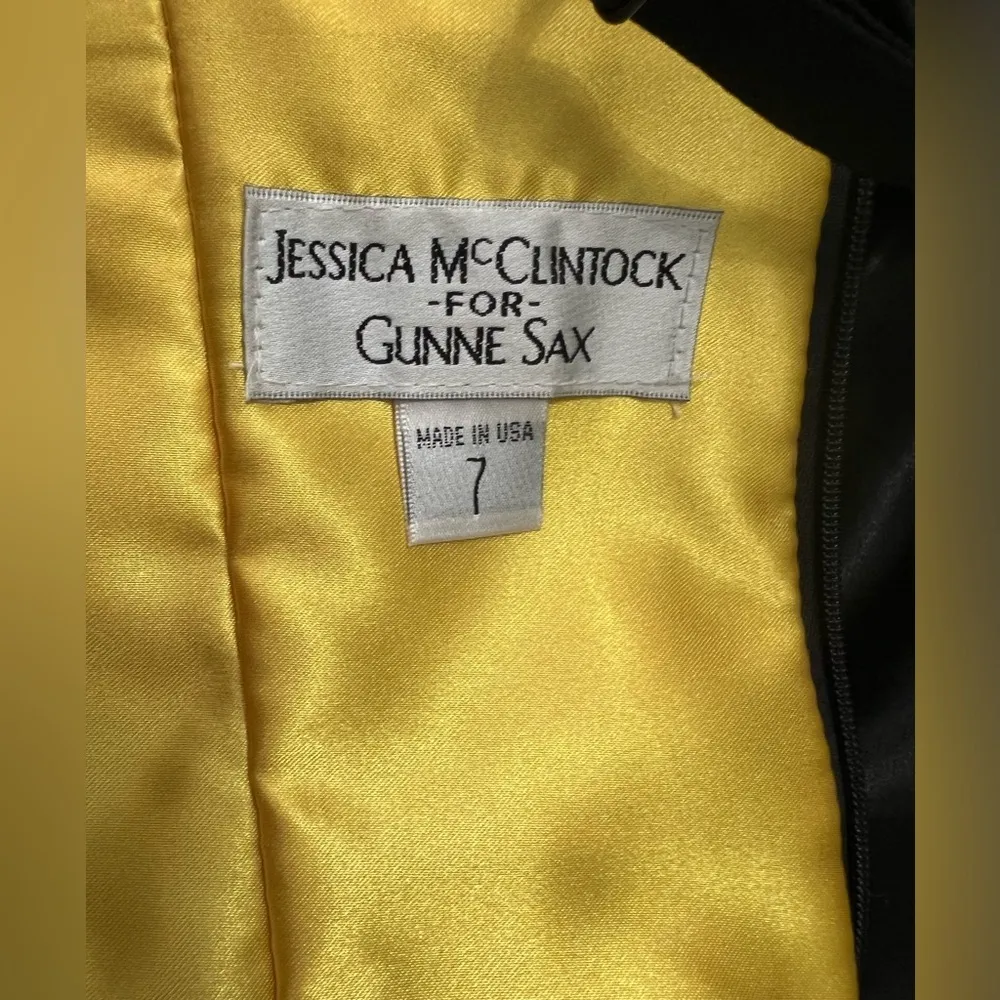 JESSICA McCLINTOCK
-FOR-
GUNNE SAX
MADE IN USA
7